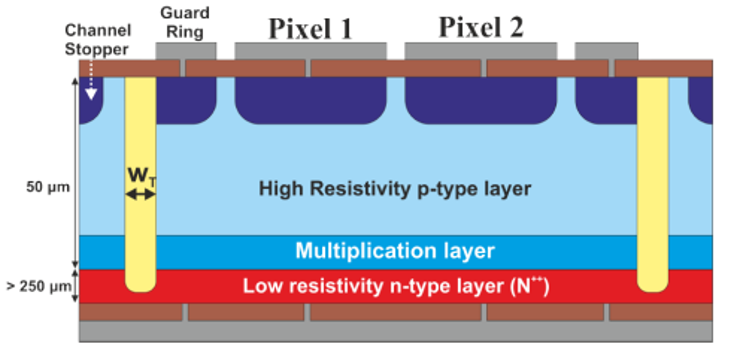 Channel
Stopper
Guard
Ring
Pixel 1
Pixel 2
W_T
50 µm
High Resistivity p-type layer
Multiplication layer
> 250 µm
Low resistivity n-type layer (N⁺⁺)